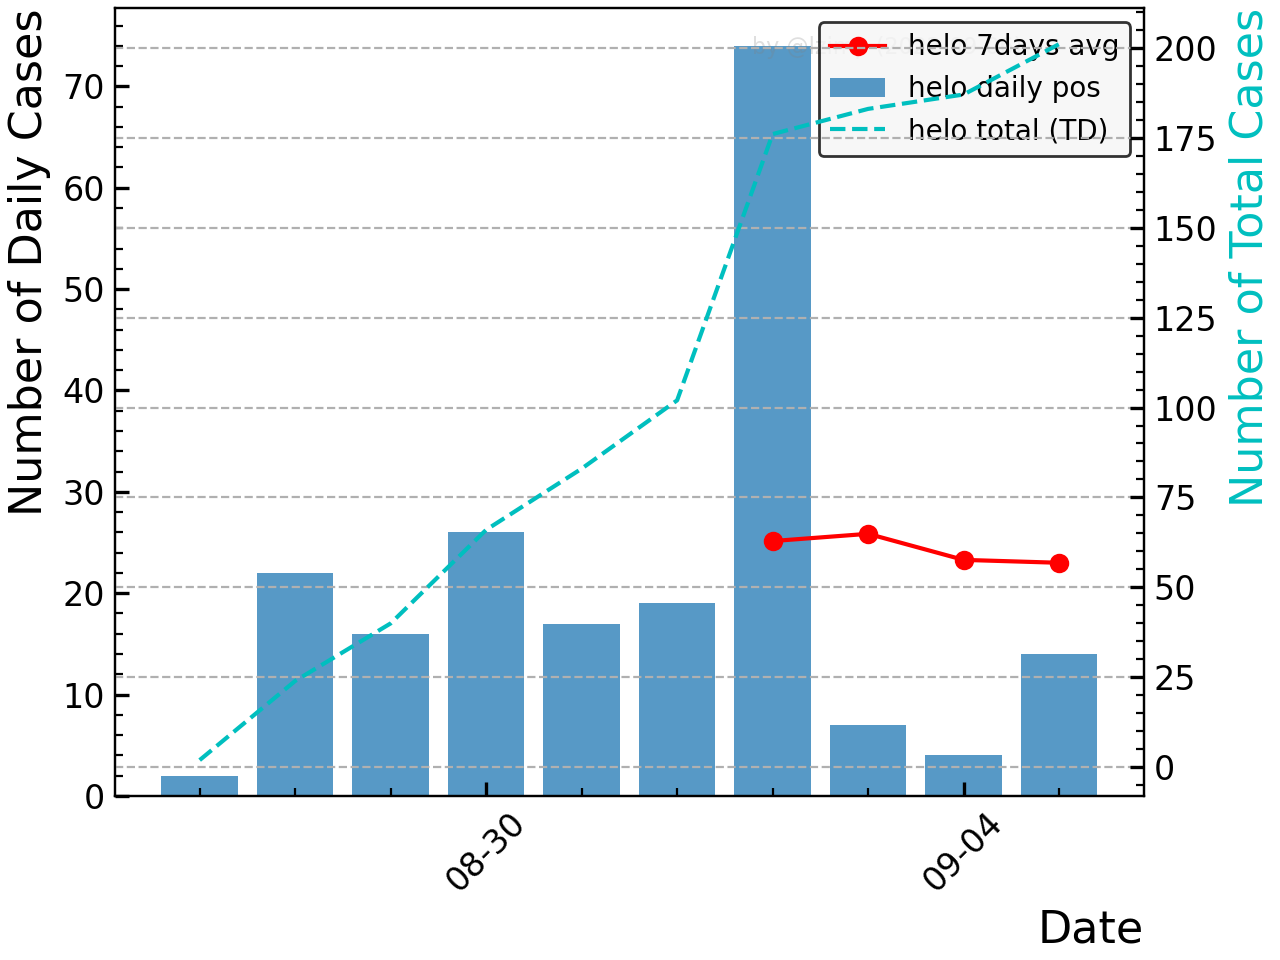 Number of Daily Cases
70
60
50
40
30
20
10
0
by
helo 7days avg
helo daily pos
helo total (TD)
200
175
150
125
100
75
50
25
0
Number of Total Cases
08-30
09-04
Date